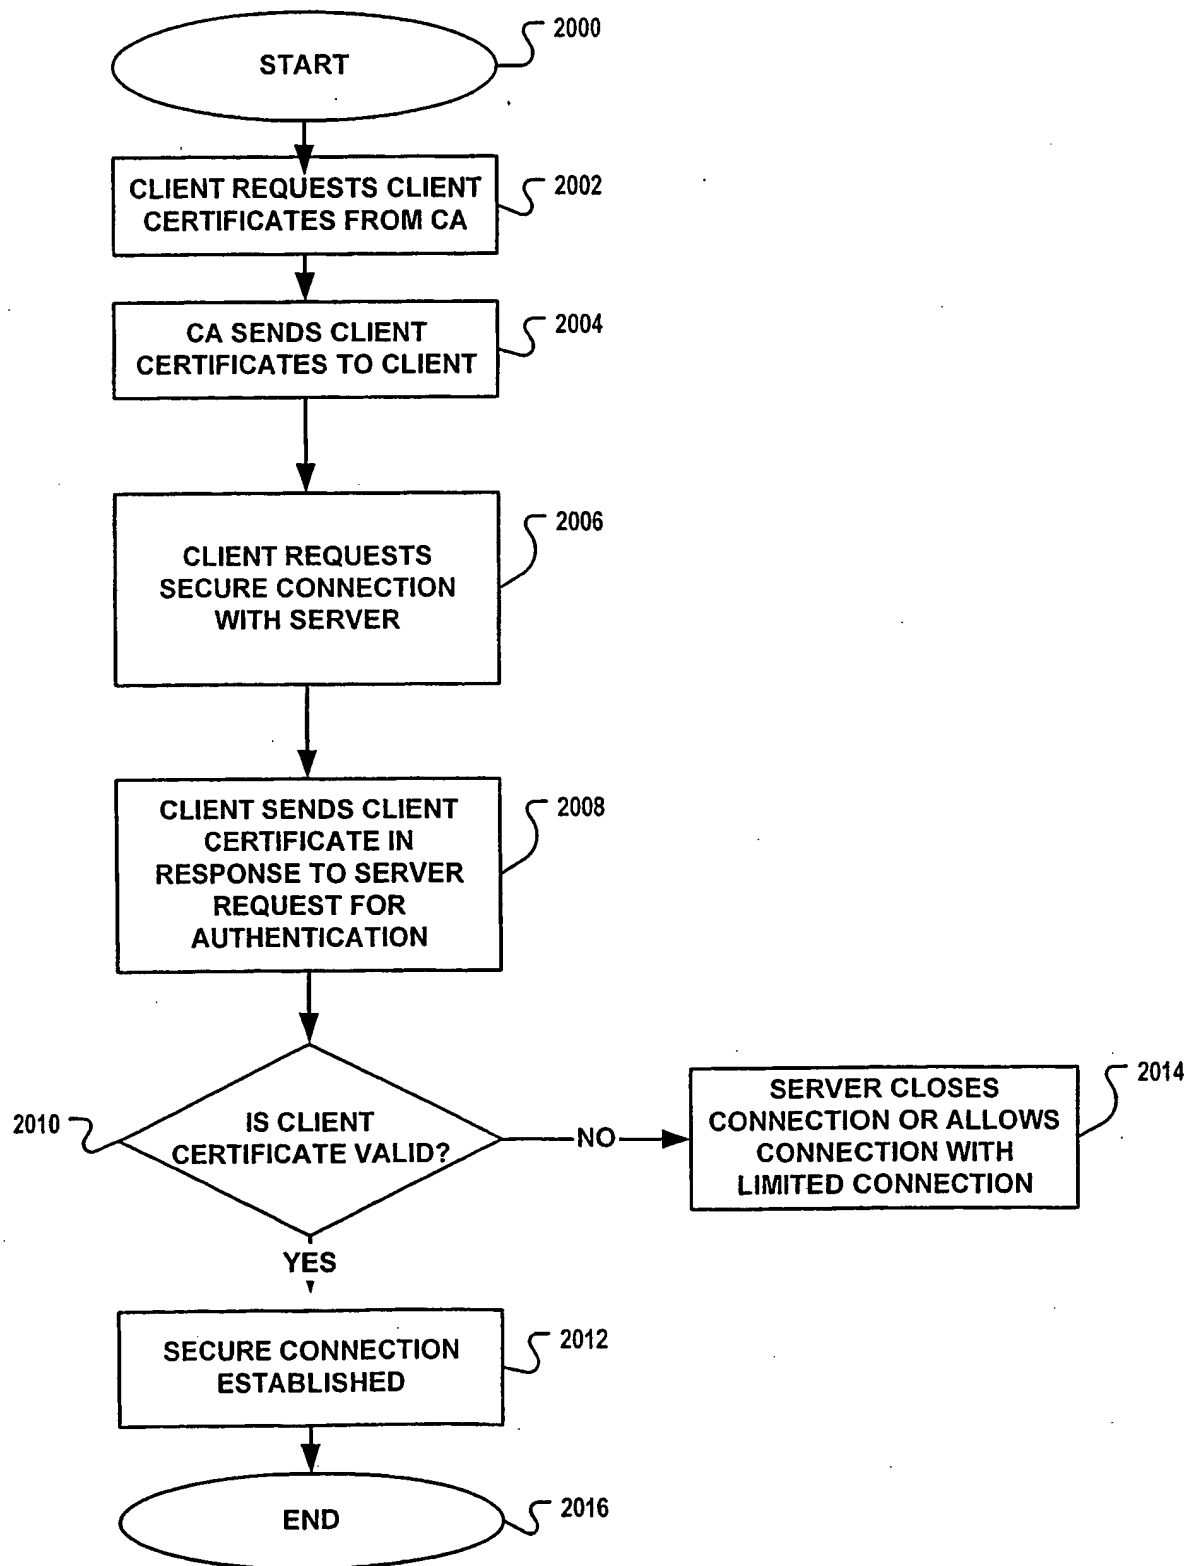 START
2000
CLIENT REQUESTS CLIENT
CERTIFICATES FROM CA
2002
CA SENDS CLIENT
CERTIFICATES TO CLIENT
2004
CLIENT REQUESTS
SECURE CONNECTION
WITH SERVER
2006
CLIENT SENDS CLIENT
CERTIFICATE IN
RESPONSE TO SERVER
REQUEST FOR
AUTHENTICATION
2008
2010
IS CLIENT
CERTIFICATE VALID?
NO
SERVER CLOSES
CONNECTION OR ALLOWS
CONNECTION WITH
LIMITED CONNECTION
2014
YES
SECURE CONNECTION
ESTABLISHED
2012
END
2016